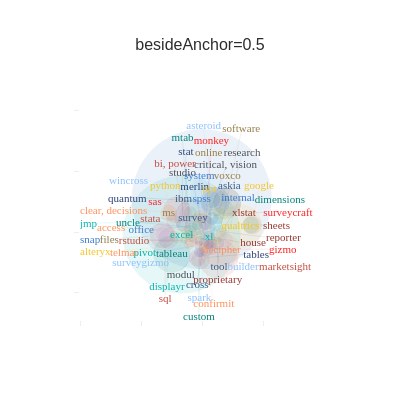 besideAnchor=0.5
asteroid
software
mtab
monkey
stat online research
bi, power critical, vision
studio
system voxco
wincross
python merlin askia google
quantum sas ibm spss internal dimensions
clear, decisions ms survey xlstat surveycraft
jmp uncle stata qualtrics sheets
access office
snap files rstudio excel xl house reporter
alteryx telmar pivot tableau decipher tables gizmo
surveygizmo tool builder marketsight
modul
displayr cross proprietary
sql spark confirmit
custom